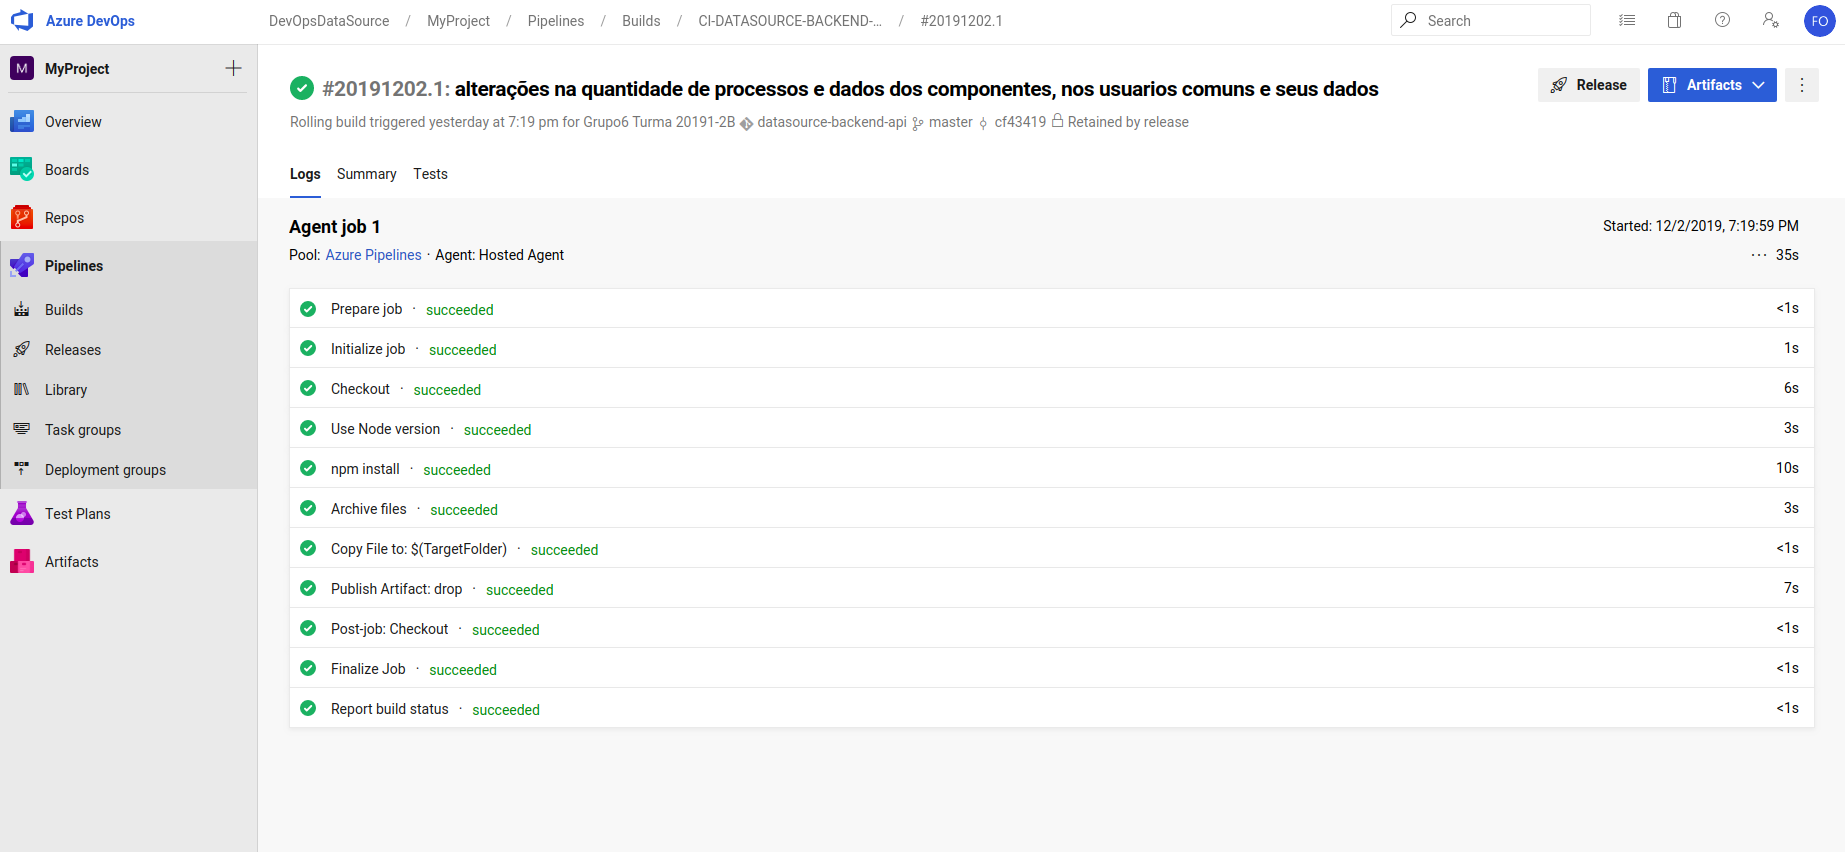 Azure DevOps
DevOpsDataSource / MyProject / Pipelines / Builds / CI-DATASOURCE-BACKEND-... / #20191202.1
Search
FO
M MyProject
Overview
Boards
Repos
Pipelines
Builds
Releases
Library
Task groups
Deployment groups
Test Plans
Artifacts
#20191202.1: alterações na quantidade de processos e dados dos componentes, nos usuarios comuns e seus dados
Release
Artifacts
Rolling build triggered yesterday at 7:19 pm for Grupo6 Turma 20191-2B datasource-backend-api master cf43419 Retained by release
Logs Summary Tests
Agent job 1
Started: 12/2/2019, 7:19:59 PM
Pool: Azure Pipelines · Agent: Hosted Agent
··· 35s
Prepare job · succeeded <1s
Initialize job · succeeded 1s
Checkout · succeeded 6s
Use Node version · succeeded 3s
npm install · succeeded 10s
Archive files · succeeded 3s
Copy File to: $(TargetFolder) · succeeded <1s
Publish Artifact: drop · succeeded 7s
Post-job: Checkout · succeeded <1s
Finalize Job · succeeded <1s
Report build status · succeeded <1s